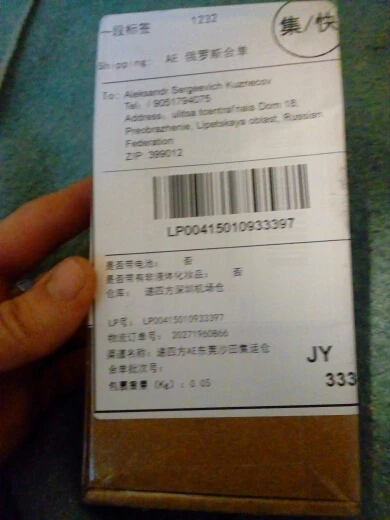 一段标签 1232
集/快
Shipping: AE 俄罗斯合单
To: Aleksandr Sergeevich Kuznecov
Tel: / 9051794075
Address: ulitsa tcentral'naia Dom 18,
Preobrazhenie, Lipetskaya oblast, Russian
Federation
ZIP: 399012
LP00415010933397
是否带电池: 否
是否带有非液体化妆品: 否
仓库: 递四方深圳机场仓
LP号: LP00415010933397
物流订单号: 20271960866
渠道名称: 递四方AE东莞沙田集运仓
合单批次号:
包裹重量 (Kg): 0.05
JY
333